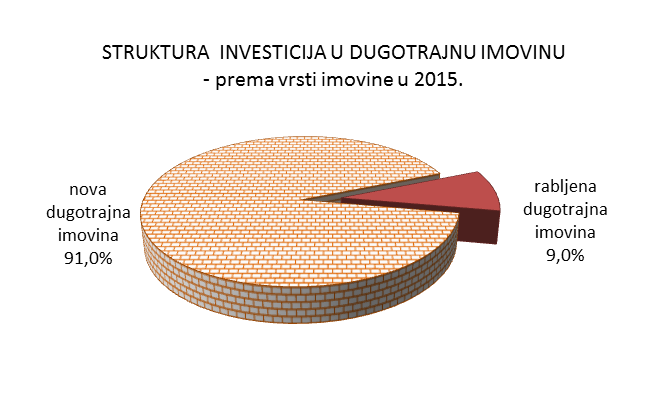 STRUKTURA INVESTICIJA U DUGOTRAJNU IMOVINU
- prema vrsti imovine u 2015.
nova
dugotrajna
imovina
91,0%
rabljena
dugotrajna
imovina
9,0%